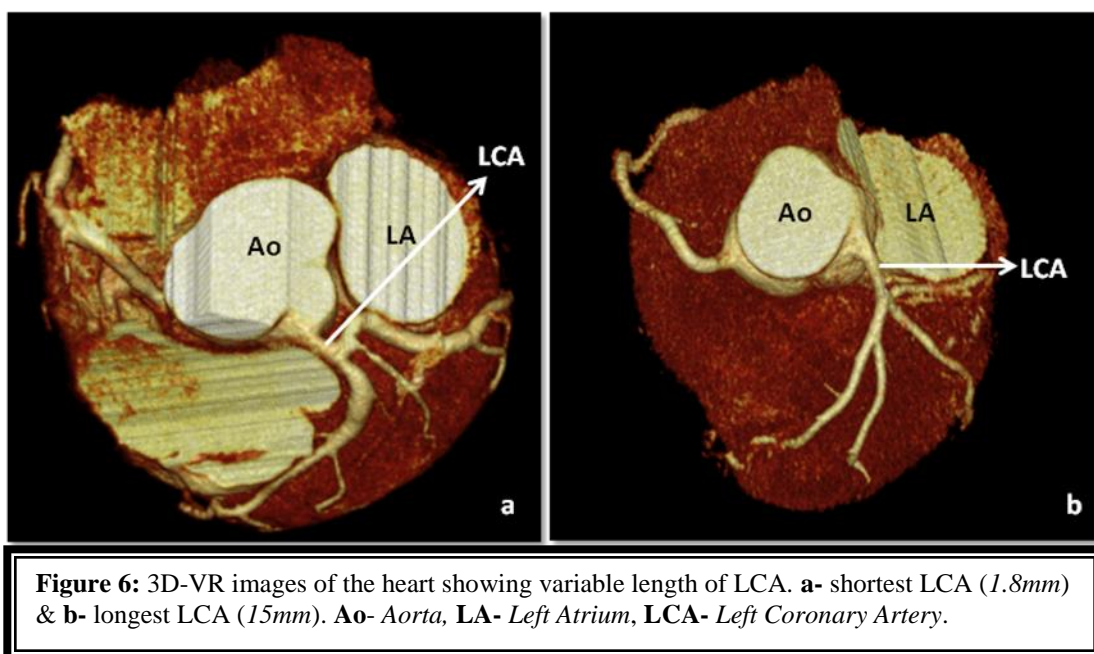 LCA
Ao
LA
a
Ao
LA
LCA
b
Figure 6: 3D-VR images of the heart showing variable length of LCA. a- shortest LCA (1.8mm)
& b- longest LCA (15mm). Ao- Aorta, LA- Left Atrium, LCA- Left Coronary Artery.